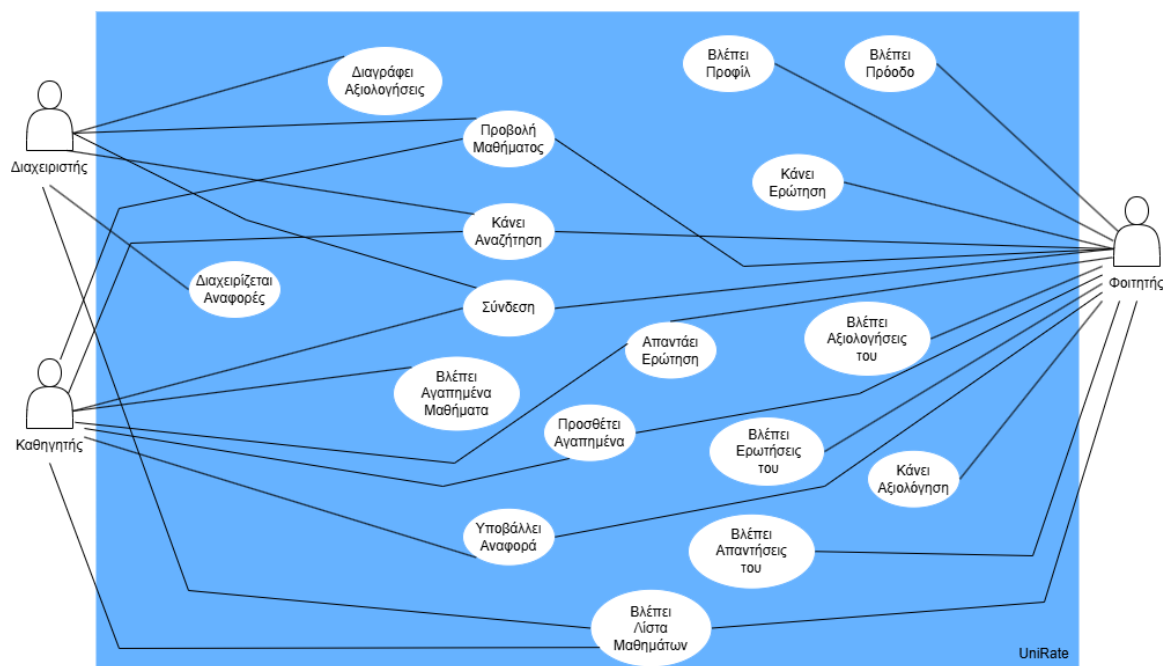 Βλέπει
Προφίλ
Βλέπει
Πρόοδο
Διαγράφει
Αξιολογήσεις
Προβολή
Μαθήματος
Διαχειριστής
Κάνει
Ερώτηση
Κάνει
Αναζήτηση
Διαχειρίζεται
Αναφορές
Φοιτητής
Σύνδεση
Βλέπει
Αξιολογήσεις
του
Απαντάει
Ερώτηση
Βλέπει
Αγαπημένα
Μαθήματα
Καθηγητής
Προσθέτει
Αγαπημένα
Βλέπει
Ερωτήσεις
του
Κάνει
Αξιολόγηση
Υποβάλλει
Αναφορά
Βλέπει
Απαντήσεις
του
Βλέπει
Λίστα
Μαθημάτων
UniRate